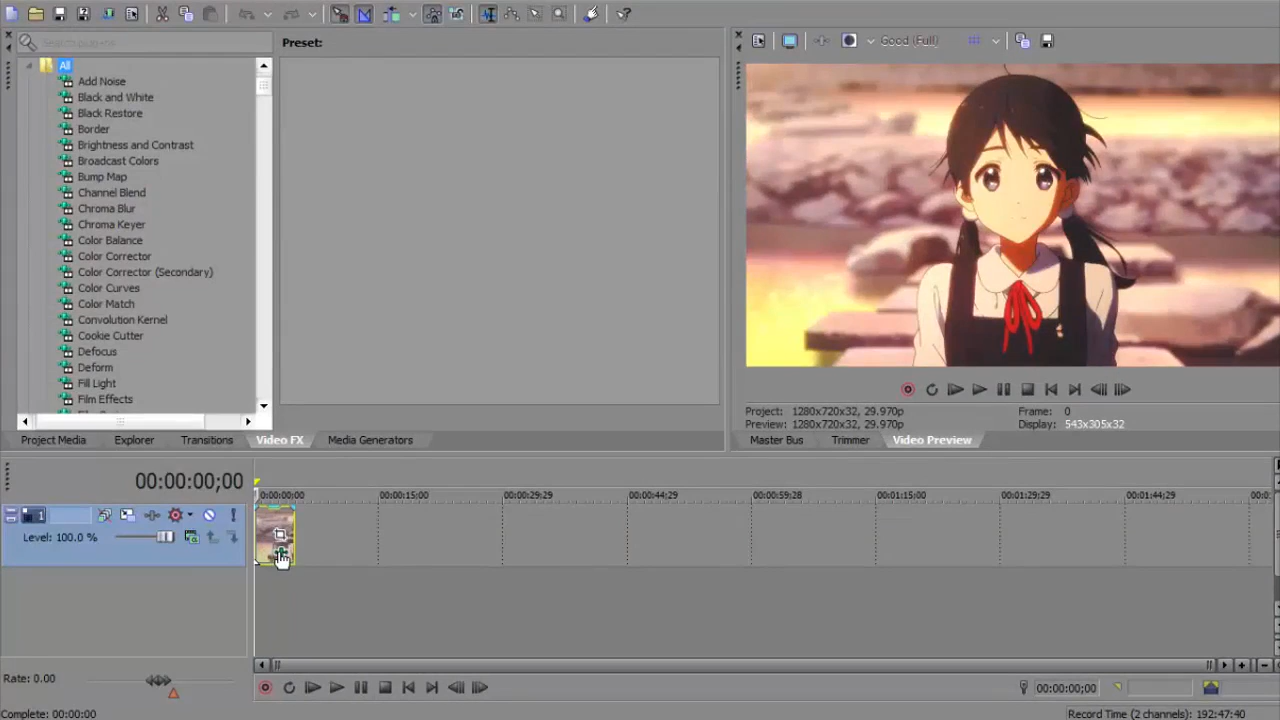 Search plug-ins
Preset:
Good (Full)
All
Add Noise
Black and White
Black Restore
Border
Brightness and Contrast
Broadcast Colors
Bump Map
Channel Blend
Chroma Blur
Chroma Keyer
Color Balance
Color Corrector
Color Corrector (Secondary)
Color Curves
Color Match
Convolution Kernel
Cookie Cutter
Defocus
Deform
Fill Light
Film Effects
Project: 1280x720x32, 29.970p Frame: 0
Preview: 1280x720x32, 29.970p Display: 543x305x32
Project Media Explorer Transitions Video FX Media Generators
Master Bus Trimmer Video Preview
00:00:00;00
0:00:00;00 00:00:15;00 00:00:29;29 00:00:44;29 00:00:59;28 00:01:15;00 00:01:29;29 00:01:44;29 00:0
1
Level: 100.0 %
Rate: 0.00
00:00:00;00
Complete: 00:00:00
Record Time (2 channels): 192:47:40